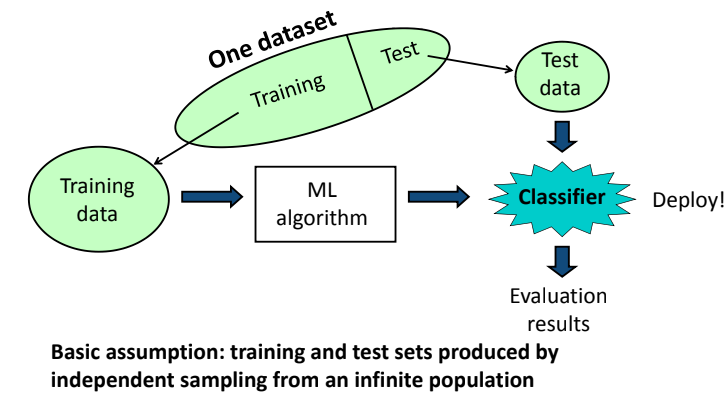 One dataset
Training
Test
Test
data
Training
data
ML
algorithm
Classifier
Deploy!
Evaluation
results
Basic assumption: training and test sets produced by
independent sampling from an infinite population